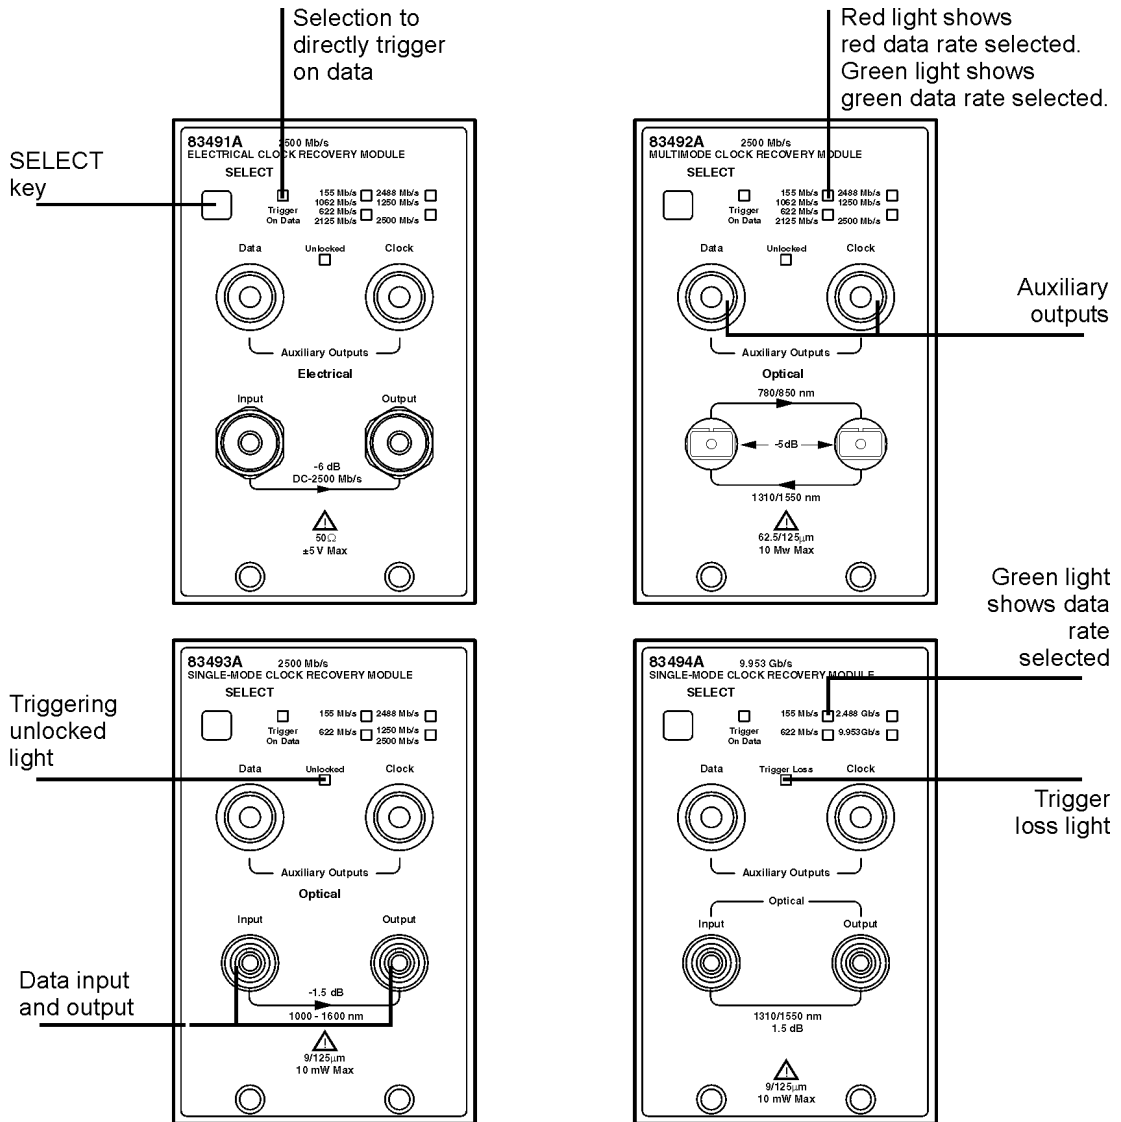 Selection to
directly trigger
on data
Red light shows
red data rate selected.
Green light shows
green data rate selected.
SELECT
key
83491A 2500 Mb/s
ELECTRICAL CLOCK RECOVERY MODULE
SELECT
Trigger
On Data
155 Mb/s 2488 Mb/s
1062 Mb/s 1250 Mb/s
622 Mb/s
2125 Mb/s 2500 Mb/s
Data Unlocked Clock
Auxiliary Outputs
Electrical
Input Output
-6 dB
DC-2500 Mb/s
50Ω
±5 V Max
83492A 2500 Mb/s
MULTIMODE CLOCK RECOVERY MODULE
SELECT
Trigger
On Data
155 Mb/s 2488 Mb/s
1062 Mb/s 1250 Mb/s
622 Mb/s
2125 Mb/s 2500 Mb/s
Data Unlocked Clock
Auxiliary Outputs
Optical
780/850 nm
-5dB
1310/1550 nm
62.5/125µm
10 Mw Max
Auxiliary
outputs
Green light
shows data
rate
selected
Triggering
unlocked
light
83493A 2500 Mb/s
SINGLE-MODE CLOCK RECOVERY MODULE
SELECT
Trigger
On Data
155 Mb/s 2488 Mb/s
622 Mb/s 1250 Mb/s
2500 Mb/s
Data Unlocked Clock
Auxiliary Outputs
Optical
Input Output
-1.5 dB
1000 - 1600 nm
9/125µm
10 mW Max
Data input
and output
83494A 9.953 Gb/s
SINGLE-MODE CLOCK RECOVERY MODULE
SELECT
Trigger
On Data
155 Mb/s 2.488 Gb/s
622 Mb/s 9.953Gb/s
Data Trigger Loss Clock
Auxiliary Outputs
Optical
Input Output
1310/1550 nm
1.5 dB
9/125µm
10 mW Max
Trigger
loss light